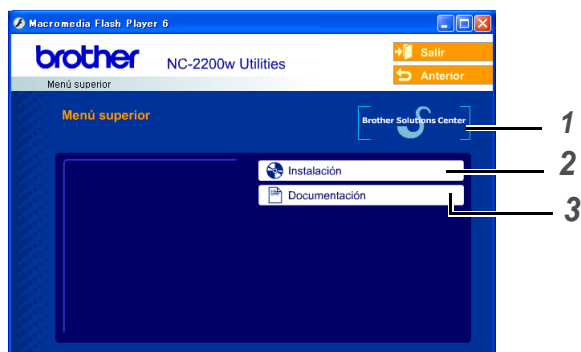 Macromedia Flash Player 6
brother
NC-2200w Utilities
Salir
Anterior
Menú superior
Menú superior
Brother Solutions Center
1
Instalación
2
Documentación
3